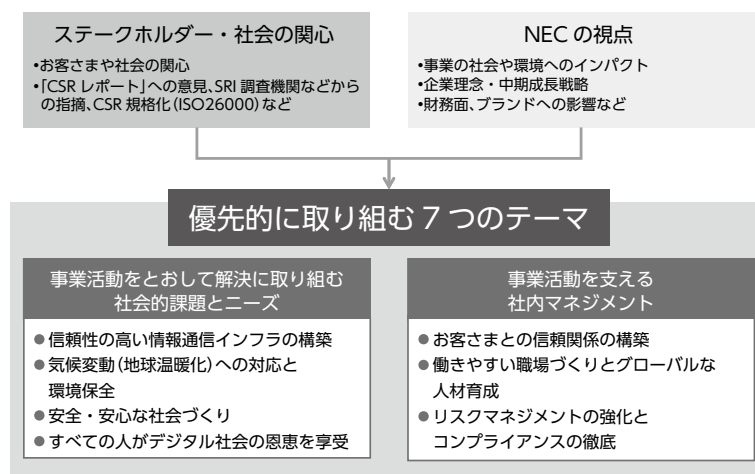 ステークホルダー・社会の関心
•お客さまや社会の関心
•「CSR レポート」への意見、SRI 調査機関などから
の指摘、CSR 規格化(ISO26000)など
NEC の視点
•事業の社会や環境へのインパクト
•企業理念・中期成長戦略
•財務面、ブランドへの影響など
優先的に取り組む 7 つのテーマ
事業活動をとおして解決に取り組む
社会的課題とニーズ
●信頼性の高い情報通信インフラの構築
●気候変動(地球温暖化)への対応と
環境保全
●安全・安心な社会づくり
●すべての人がデジタル社会の恩恵を享受
事業活動を支える
社内マネジメント
●お客さまとの信頼関係の構築
●働きやすい職場づくりとグローバルな
人材育成
●リスクマネジメントの強化と
コンプライアンスの徹底